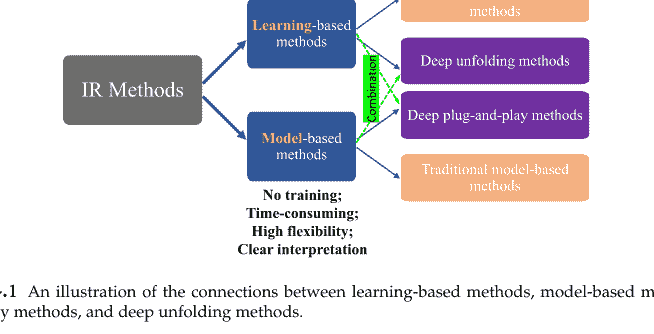 methods
Learning-based
methods
Deep unfolding methods
Combination
IR Methods
Deep plug-and-play methods
Model-based
methods
Traditional model-based
methods
No training;
Time-consuming;
High flexibility;
Clear interpretation
.1 An illustration of the connections between learning-based methods, model-based m
y methods, and deep unfolding methods.